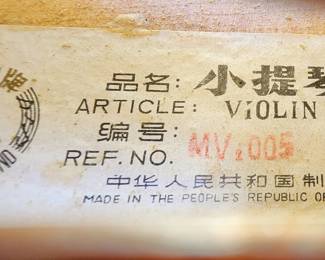 品名: 小提琴
ARTICLE: VIOLIN
编号:
REF. NO. MV.005
中华人民共和国制
MADE IN THE PEOPLE'S REPUBLIC OF